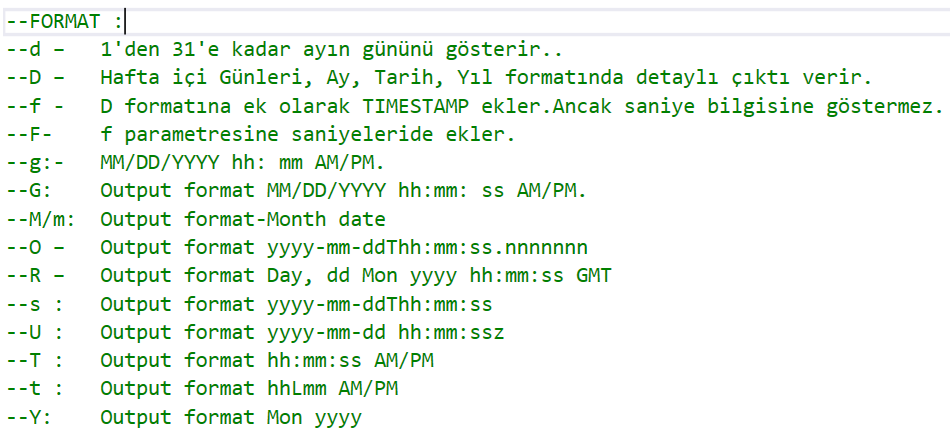 --FORMAT :
--d –   1'den 31'e kadar ayın gününü gösterir..
--D –   Hafta içi Günleri, Ay, Tarih, Yıl formatında detaylı çıktı verir.
--f -   D formatına ek olarak TIMESTAMP ekler.Ancak saniye bilgisine göstermez.
--F-    f parametresine saniyeleride ekler.
--g:-   MM/DD/YYYY hh: mm AM/PM.
--G:    Output format MM/DD/YYYY hh:mm: ss AM/PM.
--M/m:  Output format-Month date
--O –   Output format yyyy-mm-ddThh:mm:ss.nnnnnnn
--R –   Output format Day, dd Mon yyyy hh:mm:ss GMT
--s :   Output format yyyy-mm-ddThh:mm:ss
--U :   Output format yyyy-mm-dd hh:mm:ssz
--T :   Output format hh:mm:ss AM/PM
--t :   Output format hhLmm AM/PM
--Y:    Output format Mon yyyy